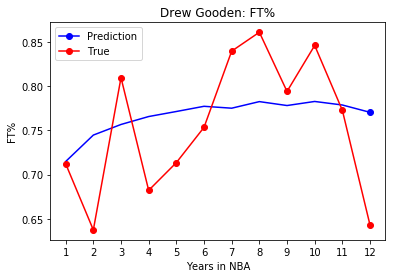 Drew Gooden: FT%
Prediction
True
0.85
0.80
0.75
0.70
0.65
FT%
1 2 3 4 5 6 7 8 9 10 11 12
Years in NBA